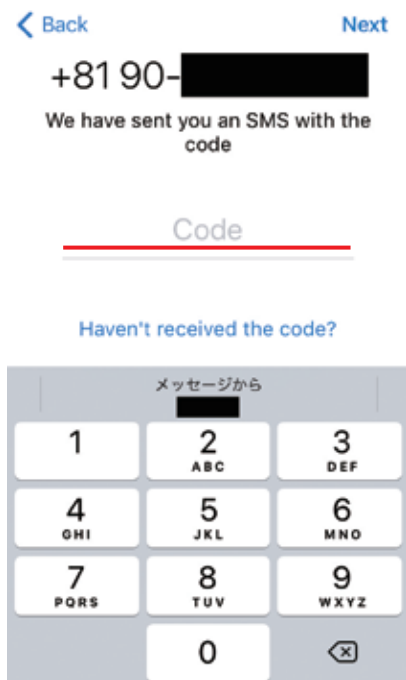 Back Next
+81 90-
We have sent you an SMS with the
code
Code
Haven't received the code?
メッセージから
1 2 3
ABC DEF
4 5 6
GHI JKL MNO
7 8 9
PQRS TUV WXYZ
0